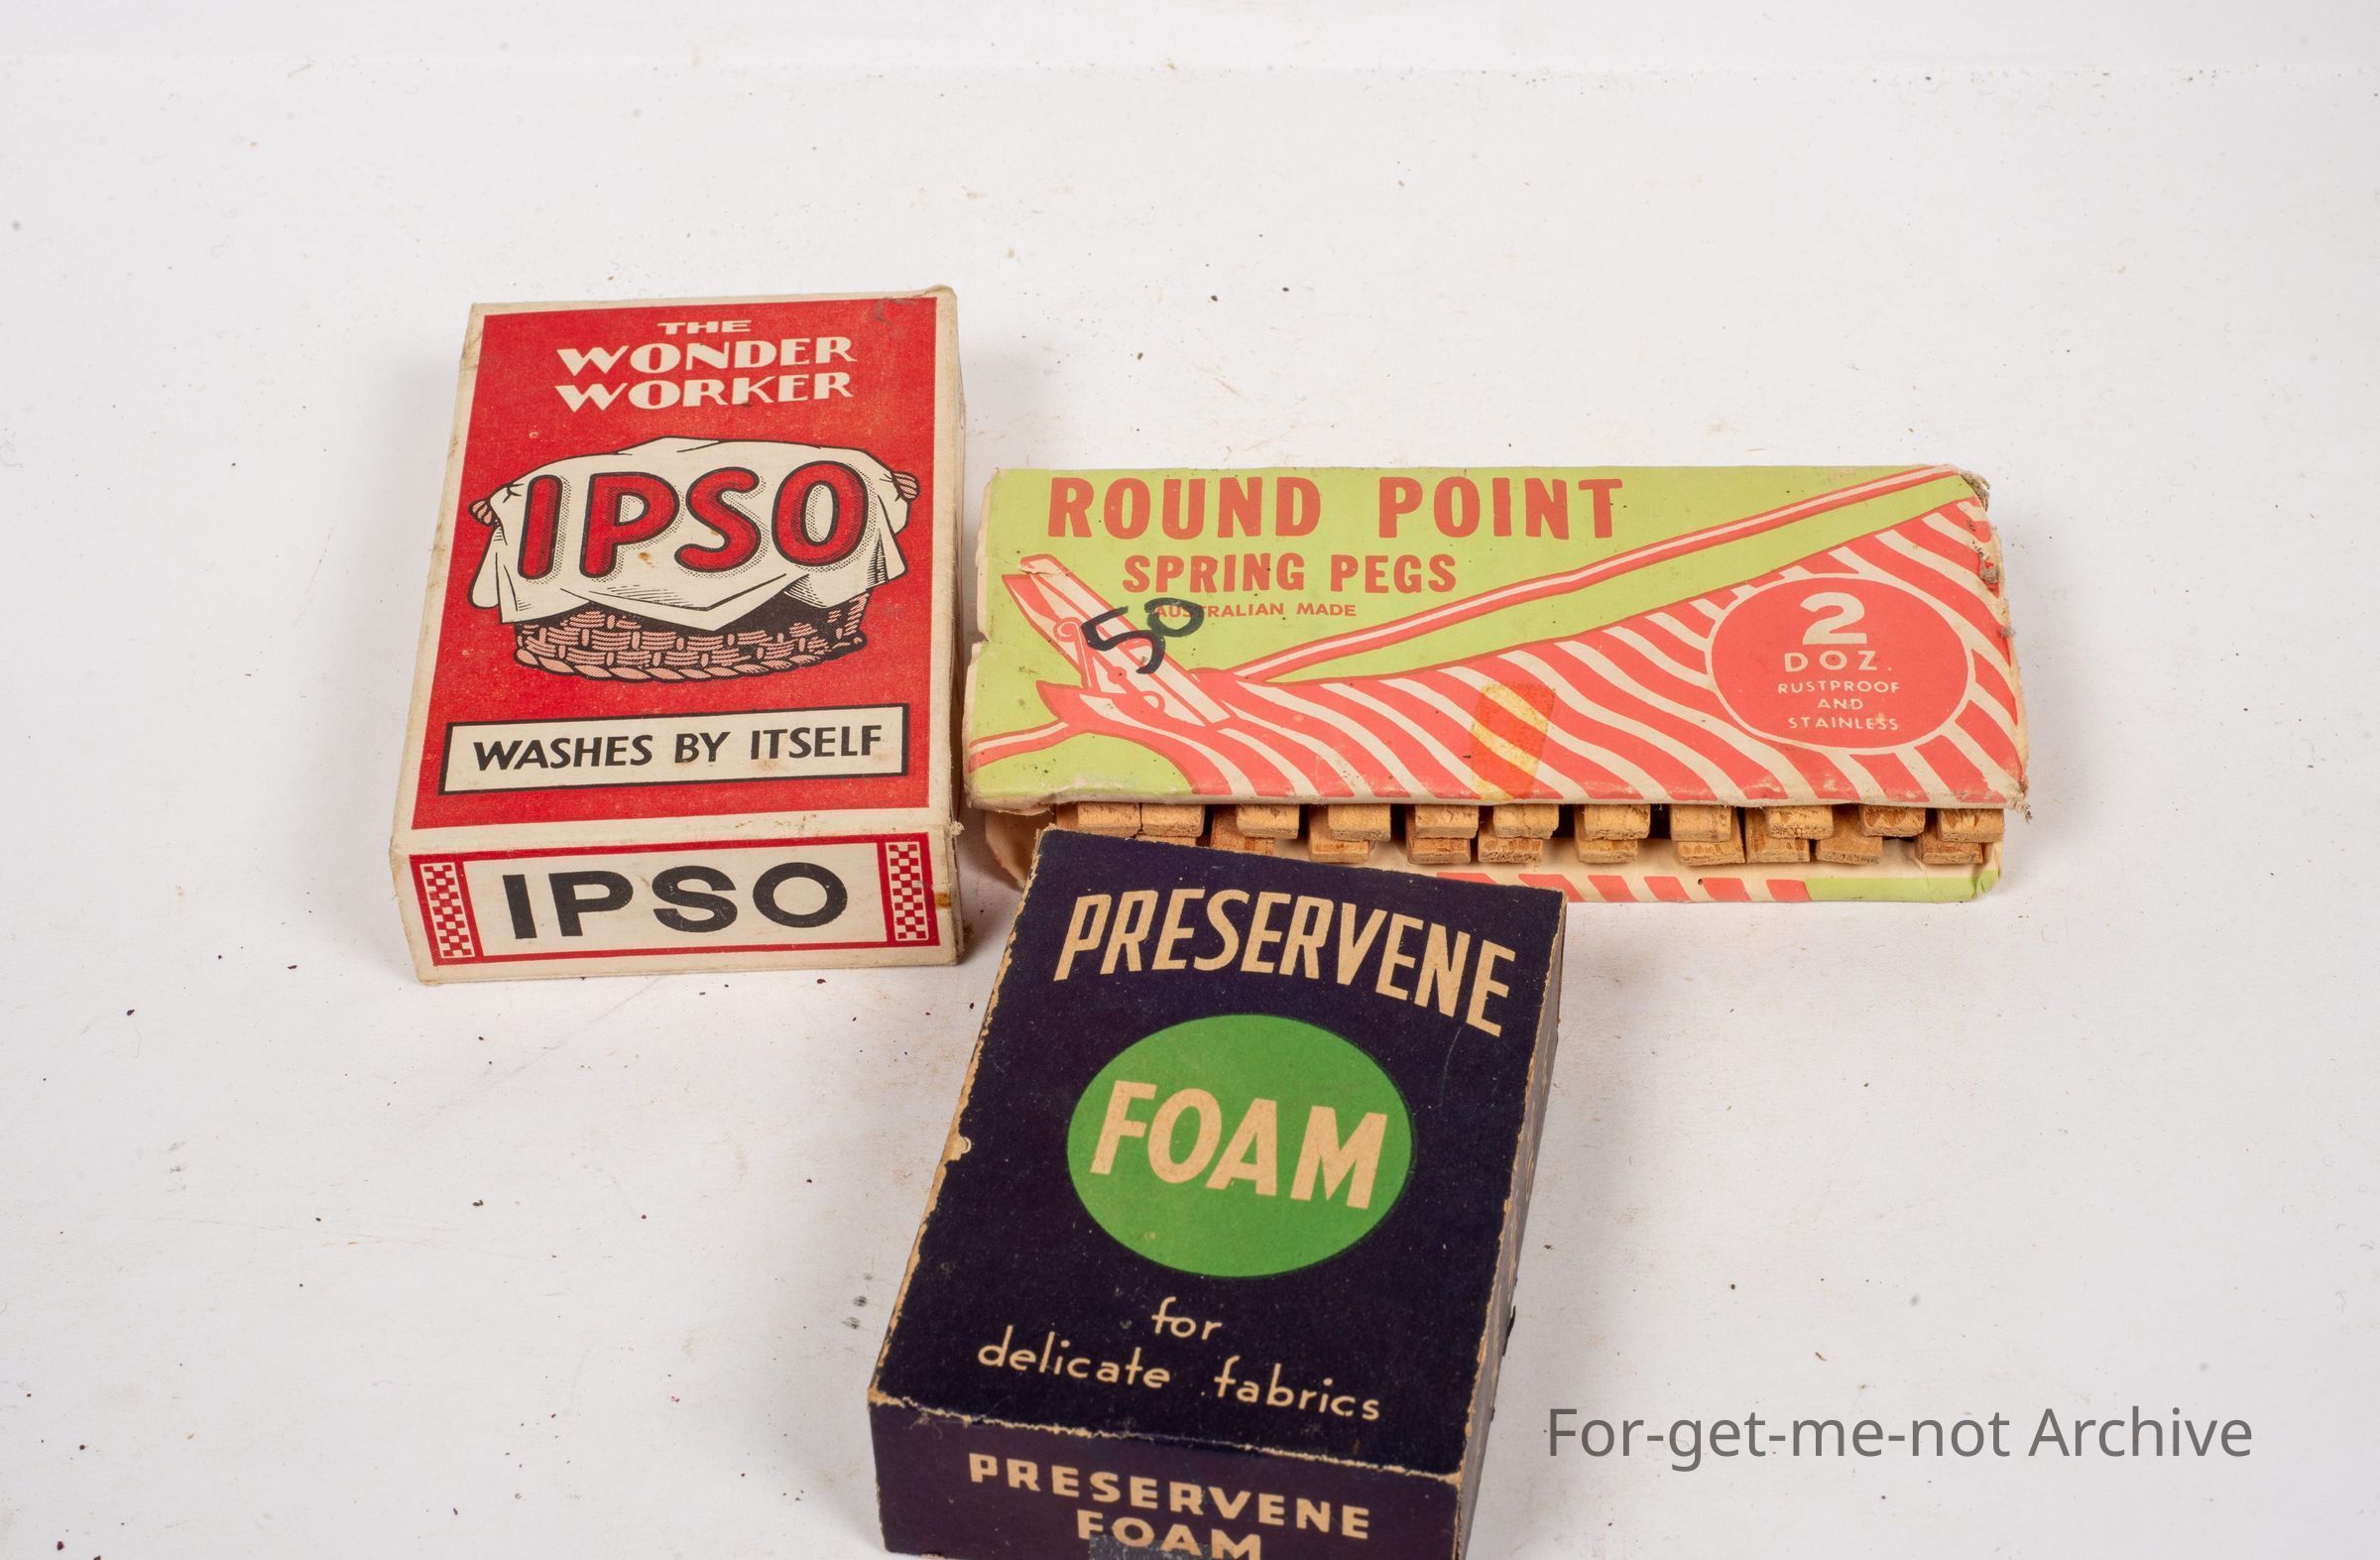 THE
WONDER
WORKER
IPSO
WASHES BY ITSELF
IPSO
ROUND POINT
SPRING PEGS
AUSTRALIAN MADE
50
2
DOZ.
RUSTPROOF
AND
STAINLESS
PRESERVENE
FOAM
for
delicate fabrics
PRESERVENE
FOAM
For-get-me-not Archive